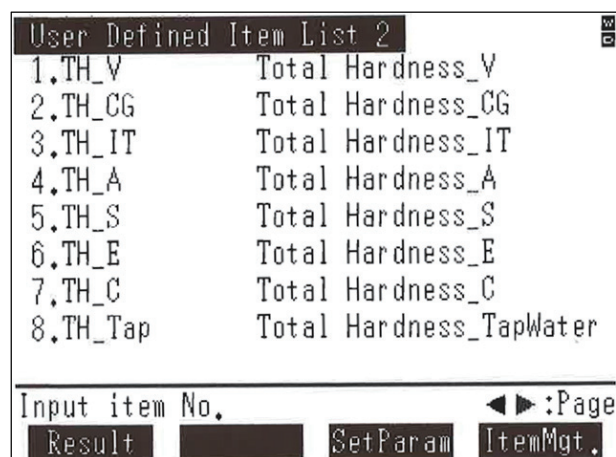 User Defined Item List 2
W
D
1.TH_V Total Hardness_V
2.TH_CG Total Hardness_CG
3.TH_IT Total Hardness_IT
4.TH_A Total Hardness_A
5.TH_S Total Hardness_S
6.TH_E Total Hardness_E
7.TH_C Total Hardness_C
8.TH_Tap Total Hardness_TapWater
Input item No. ◀ ▶ :Page
Result SetParam ItemMgt.